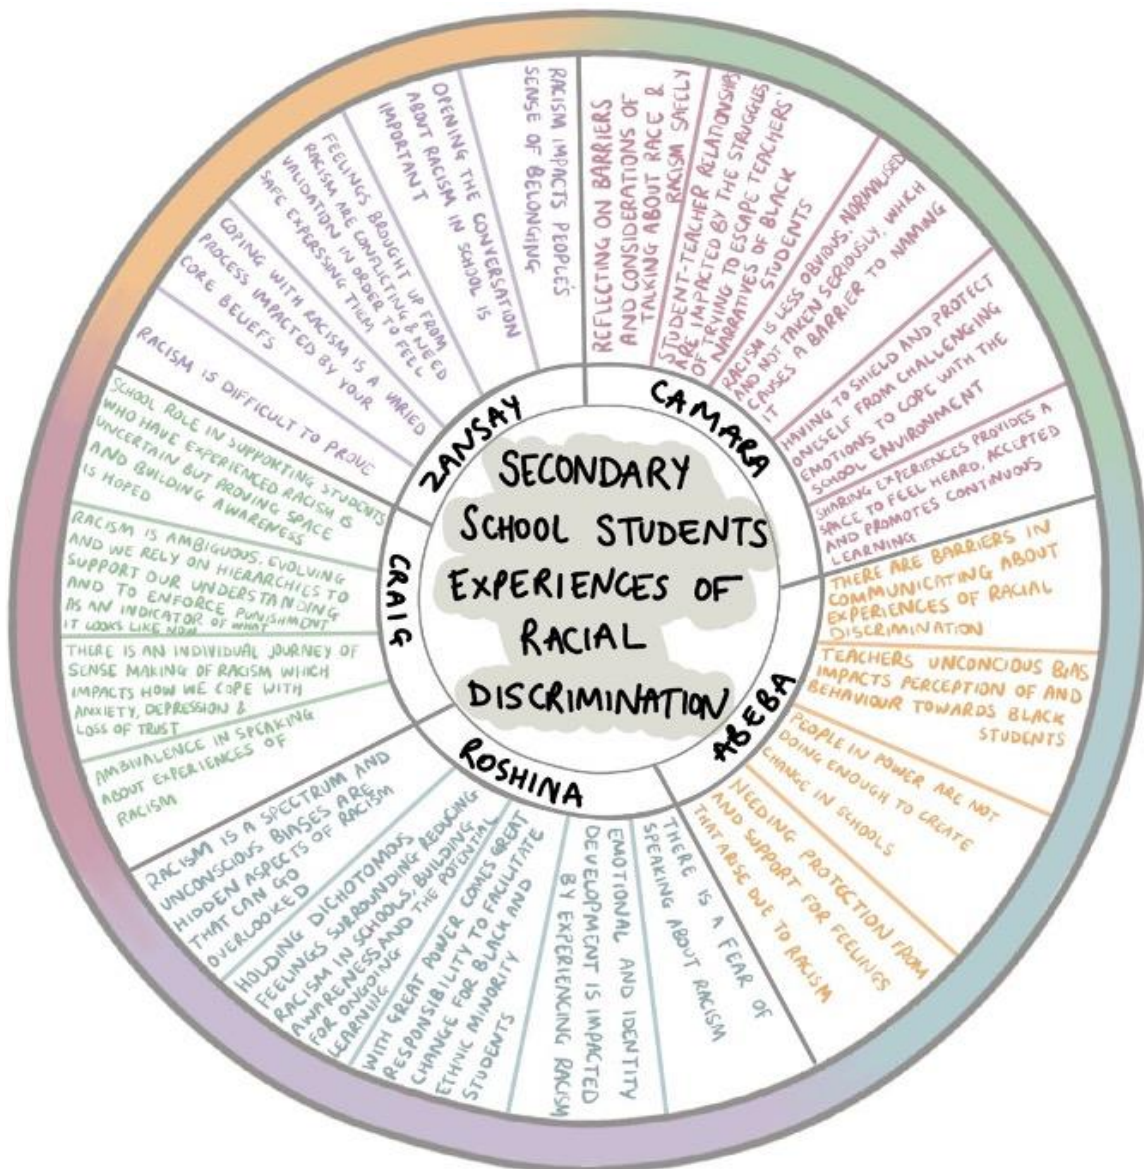 SECONDARY
SCHOOL STUDENTS
EXPERIENCES OF
RACIAL
DISCRIMINATION
CAMARA
REFLECTING ON BARRIERS
AND CONSIDERATIONS OF
TALKING ABOUT RACE &
RACISM SAFELY
STUDENT-TEACHER RELATIONSHIPS
ARE IMPACTED BY THE STRUGGLES
OF TRYING TO ESCAPE TEACHERS'
NARRATIVES OF BLACK
STUDENTS
RACISM IS LESS OBVIOUS, NORMALISED
AND NOT TAKEN SERIOUSLY, WHICH
CAUSES A BARRIER TO NAMING
IT
HAVING TO SHIELD AND PROTECT
ONESELF FROM CHALLENGING
EMOTIONS TO COPE WITH THE
SCHOOL ENVIRONMENT
SHARING EXPERIENCES PROVIDES A
SPACE TO FEEL HEARD, ACCEPTED
AND PROMOTES CONTINUOUS
LEARNING
ABEBA
THERE ARE BARRIERS IN
COMMUNICATING ABOUT
EXPERIENCES OF RACIAL
DISCRIMINATION
TEACHERS UNCONCIOUS BIAS
IMPACTS PERCEPTION OF AND
BEHAVIOUR TOWARDS BLACK
STUDENTS
PEOPLE IN POWER ARE NOT
DOING ENOUGH TO CREATE
CHANGE IN SCHOOLS
NEEDING PROTECTION FROM
AND SUPPORT FOR FEELINGS
THAT ARISE DUE TO RACISM
ROSHINA
THERE IS A FEAR OF
SPEAKING ABOUT RACISM
EMOTIONAL AND IDENTITY
DEVELOPMENT IS IMPACTED
BY EXPERIENCING RACISM
WITH GREAT POWER COMES GREAT
RESPONSIBILITY TO FACILITATE
CHANGE FOR BLACK AND
ETHNIC MINORITY
STUDENTS
HOLDING DICHOTOMOUS
FEELINGS SURROUNDING REDUCING
RACISM IN SCHOOLS, BUILDING
AWARENESS AND THE POTENTIAL
FOR ONGOING
LEARNING
RACISM IS A SPECTRUM AND
UNCONSCIOUS BIASES ARE
HIDDEN ASPECTS OF RACISM
THAT CAN GO
OVERLOOKED
CRAIG
AMBIVALENCE IN SPEAKING
ABOUT EXPERIENCES OF
RACISM
THERE IS AN INDIVIDUAL JOURNEY OF
SENSE MAKING OF RACISM WHICH
IMPACTS HOW WE COPE WITH
ANXIETY, DEPRESSION &
LOSS OF TRUST
RACISM IS AMBIGUOUS, EVOLVING
AND WE RELY ON HIERARCHIES TO
SUPPORT OUR UNDERSTANDING
AND TO ENFORCE PUNISHMENT
AS AN INDICATOR OF WHAT
IT LOOKS LIKE NOW
SCHOOL ROLE IN SUPPORTING STUDENTS
WHO HAVE EXPERIENCED RACISM IS
UNCERTAIN BUT PROVING SPACE
AND BUILDING AWARENESS
IS HOPED
ZANSAY
RACISM IS DIFFICULT TO PROVE
COPING WITH RACISM IS A VARIED
PROCESS IMPACTED BY YOUR
CORE BELIEFS
FEELINGS BROUGHT UP FROM
RACISM ARE CONFLICTING & NEED
VALIDATION IN ORDER TO FEEL
SAFE EXPERSSING THEM
OPENING THE CONVERSATION
ABOUT RACISM IN SCHOOL IS
IMPORTANT
RACISM IMPACTS PEOPLE'S
SENSE OF BELONGING